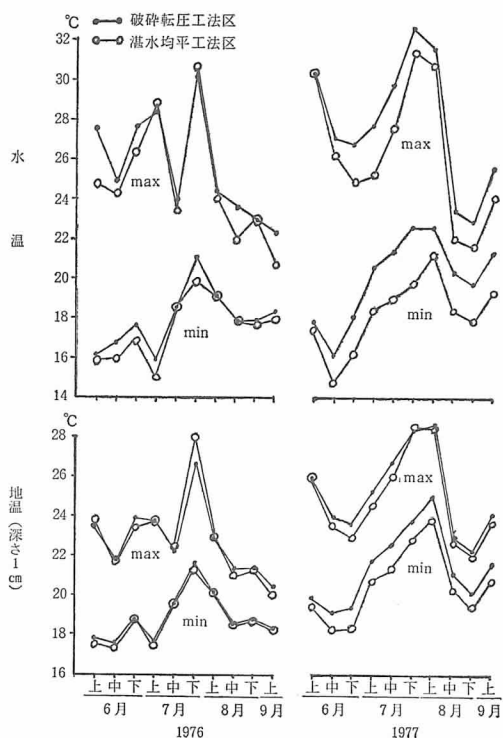 ℃
破砕転圧工法区
湛水均平工法区
32
30
28
26
24
22
20
18
16
14
水温
max
min
max
min
℃
28
26
24
22
20
18
16
地温(深さ1cm)
max
min
max
min
上 中 下 上 中 下 上 中 下 上
6月 7月 8月 9月
1976
上 中 下 上 中 下 上 中 下 上
6月 7月 8月 9月
1977